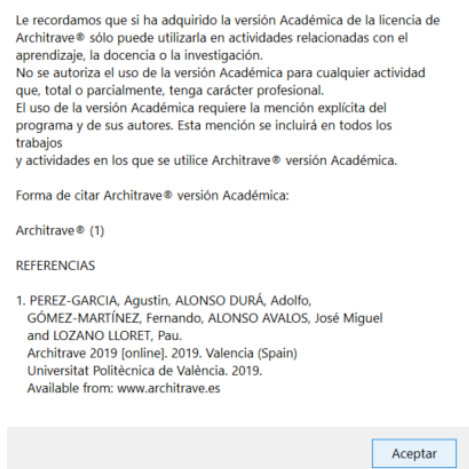 Le recordamos que si ha adquirido la versión Académica de la licencia de
Architrave® sólo puede utilizarla en actividades relacionadas con el
aprendizaje, la docencia o la investigación.
No se autoriza el uso de la versión Académica para cualquier actividad
que, total o parcialmente, tenga carácter profesional.
El uso de la versión Académica requiere la mención explícita del
programa y de sus autores. Esta mención se incluirá en todos los
trabajos
y actividades en los que se utilice Architrave® versión Académica.
Forma de citar Architrave® versión Académica:
Architrave® (1)
REFERENCIAS
1. PEREZ-GARCIA, Agustin, ALONSO DURÁ, Adolfo,
GÓMEZ-MARTÍNEZ, Fernando, ALONSO AVALOS, José Miguel
and LOZANO LLORET, Pau.
Architrave 2019 [online]. 2019. Valencia (Spain)
Universitat Politècnica de València. 2019.
Available from: www.architrave.es
Aceptar